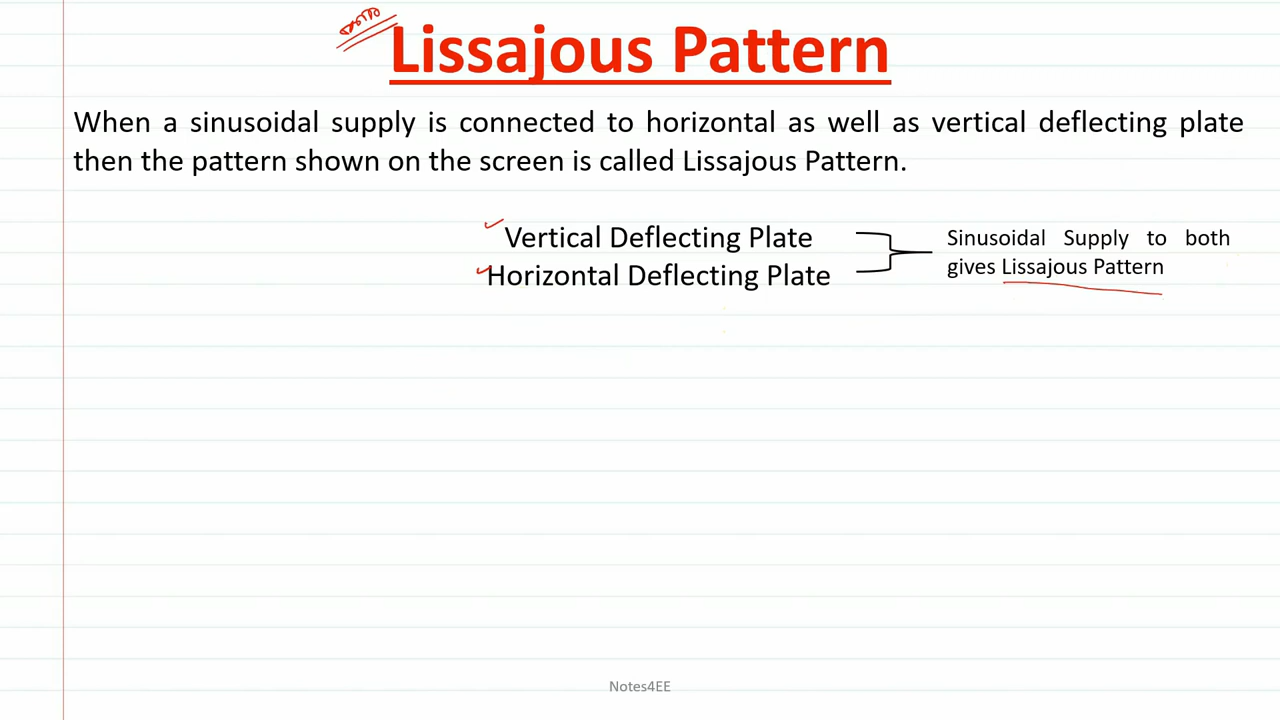 Lissajous Pattern
When a sinusoidal supply is connected to horizontal as well as vertical deflecting plate
then the pattern shown on the screen is called Lissajous Pattern.
Vertical Deflecting Plate
Horizontal Deflecting Plate
Sinusoidal Supply to both
gives Lissajous Pattern
Notes4EE